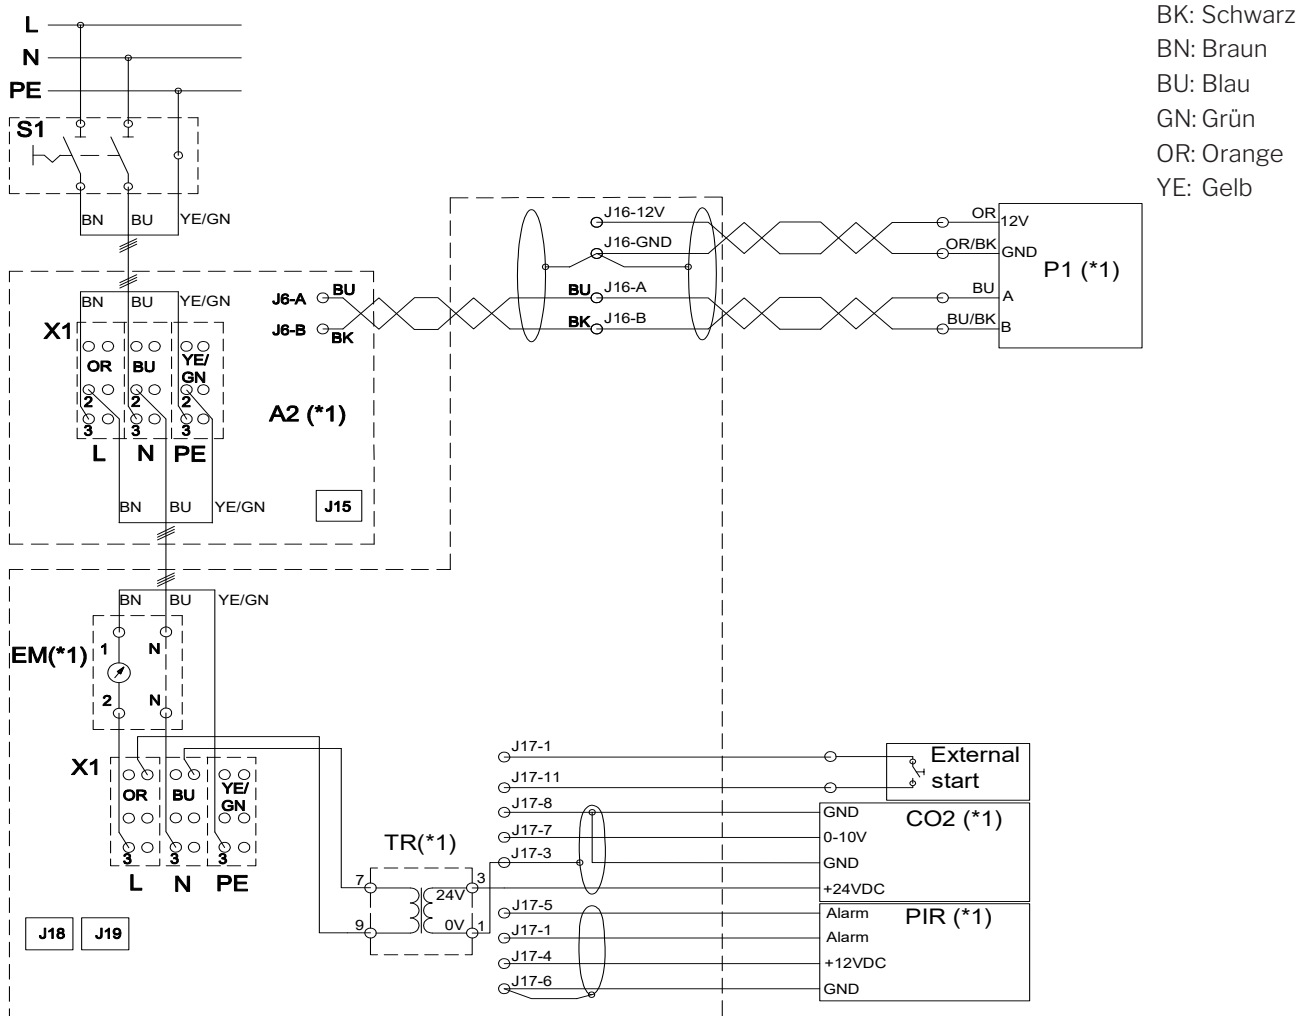 L
N
PE
S1
BN BU YE/GN
BK: Schwarz
BN: Braun
BU: Blau
GN: Grün
OR: Orange
YE: Gelb
BN BU YE/GN
X1
OR BU YE/
GN
2 2 2
3 3 3
L N PE
A2 (*1)
BN BU YE/GN
J15
J6-A BU
J6-B BK
J16-12V
J16-GND
BU J16-A
BK J16-B
OR 12V
OR/BK GND
BU A
BU/BK B
P1 (*1)
BN BU YE/GN
EM(*1)
1 N
2 N
X1
OR BU YE/
GN
3 3 3
L N PE
J18 J19
TR(*1)
7 24V 3
9 0V 1
J17-1
J17-11
External
start
J17-8 GND
J17-7 0-10V
J17-3 GND
+24VDC
CO2 (*1)
J17-5 Alarm
J17-1 Alarm
J17-4 +12VDC
J17-6 GND
PIR (*1)